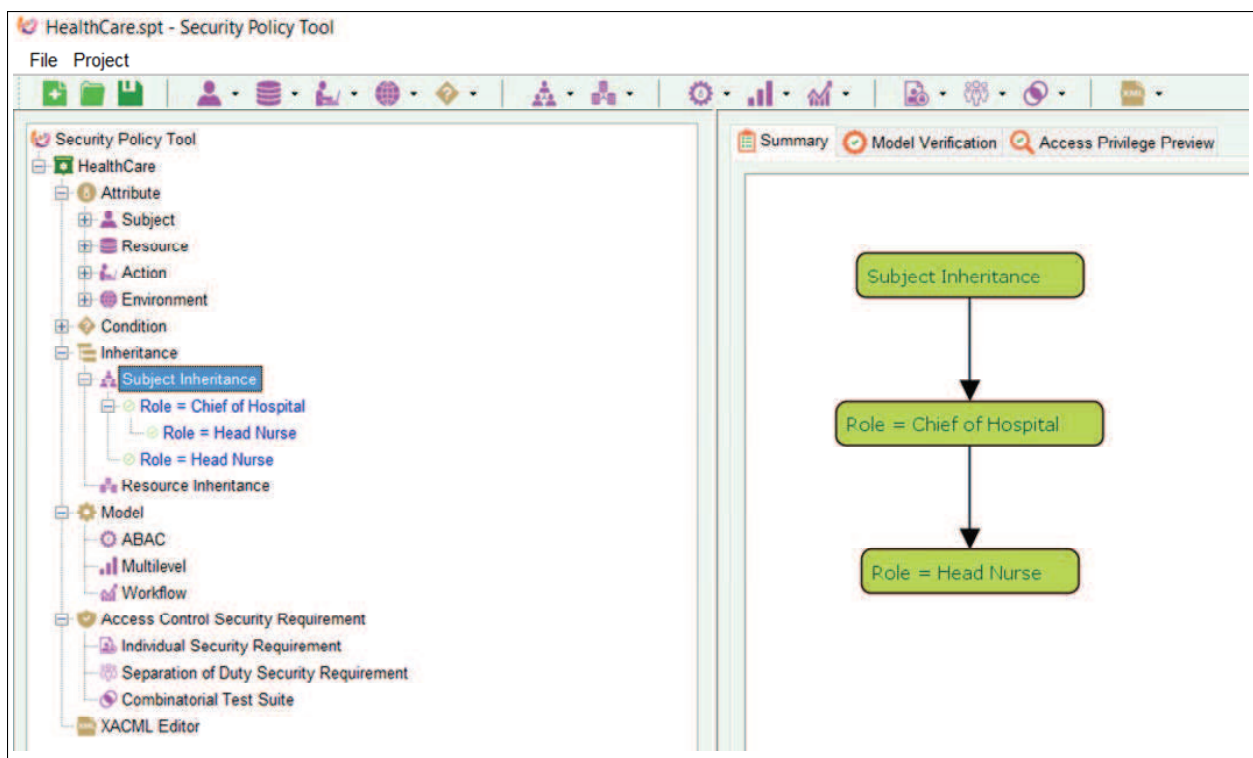 HealthCare.spt - Security Policy Tool
File Project
Security Policy Tool
HealthCare
Attribute
Subject
Resource
Action
Environment
Condition
Inheritance
Subject Inheritance
Role = Chief of Hospital
Role = Head Nurse
Role = Head Nurse
Resource Inheritance
Model
ABAC
Multilevel
Workflow
Access Control Security Requirement
Individual Security Requirement
Separation of Duty Security Requirement
Combinatorial Test Suite
XACML Editor
Summary Model Verification Access Privilege Preview
Subject Inheritance
Role = Chief of Hospital
Role = Head Nurse